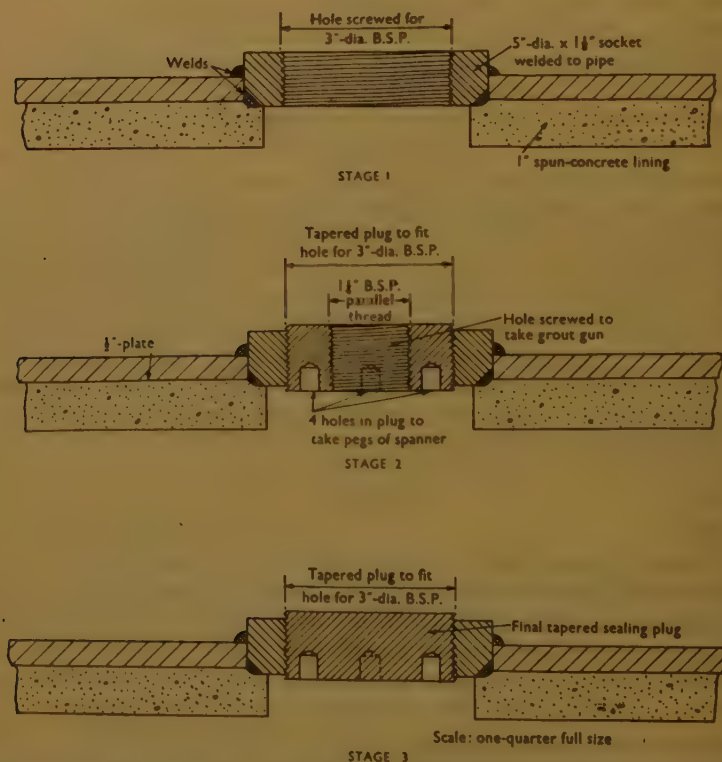 Hole screwed for
3"-dia. B.S.P.
Welds
5"-dia. x 1½" socket
welded to pipe
1" spun-concrete lining
STAGE 1
Tapered plug to fit
hole for 3"-dia. B.S.P.
B.S.P.
parallel
thread
Hole screwed to
take grout gun
½"-plate
4 holes in plug to
take pegs of spanner
STAGE 2
Tapered plug to fit
hole for 3"-dia. B.S.P.
Final tapered sealing plug
Scale: one-quarter full size
STAGE 3